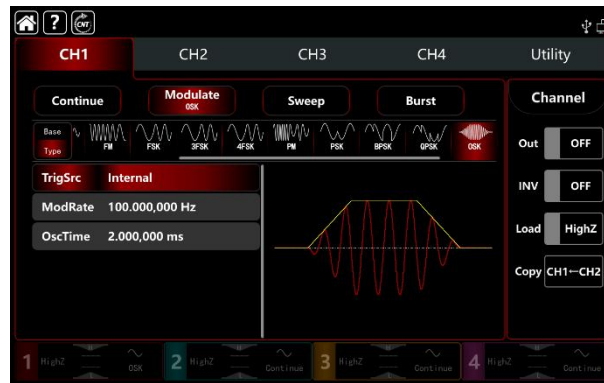 ? CNT
CH1 CH2 CH3 CH4 Utility
Continue Modulate OSK Sweep Burst Channel
Base Type FM FSK 3FSK 4FSK PM PSK BPSK QPSK OSK
Out OFF
TrigSrc Internal
INV OFF
ModRate 100.000,000 Hz
Load HighZ
OscTime 2.000,000 ms
Copy CH1←CH2
1 HighZ OSK 2 HighZ Continue 3 HighZ Continue 4 HighZ Continue